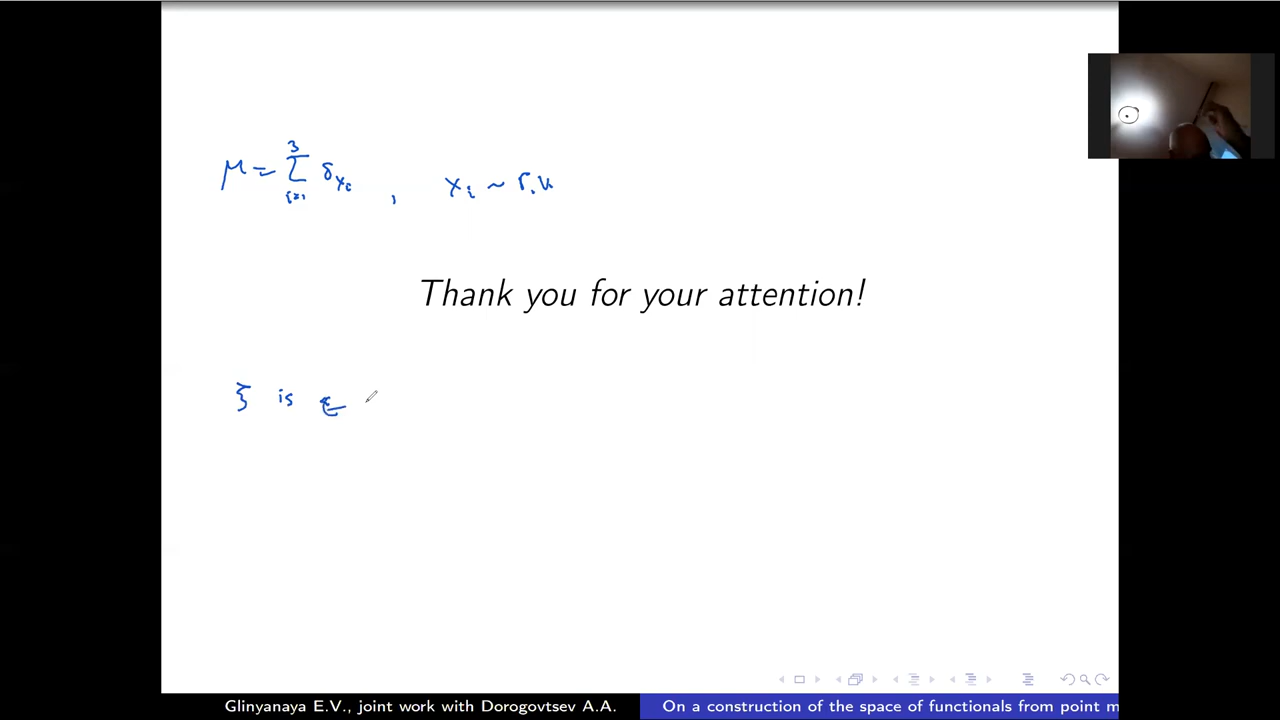 μ = Σ_{i=1}^{3} δ_{x_i} , x_i ~ r.v
Thank you for your attention!
ξ is
Glinyanaya E.V., joint work with Dorogovtsev A.A. On a construction of the space of functionals from point m